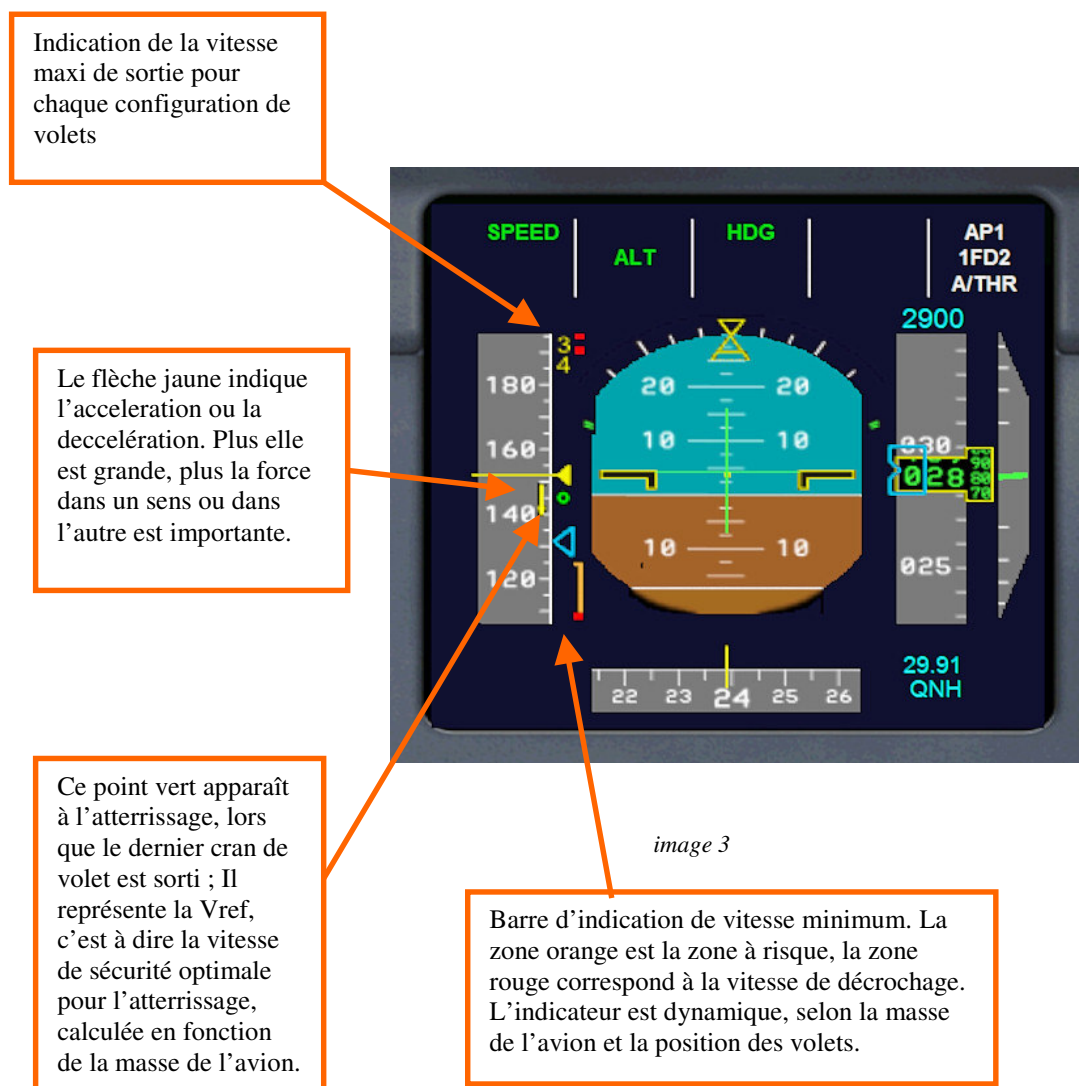 Indication de la vitesse
maxi de sortie pour
chaque configuration de
volets
SPEED
ALT
HDG
AP1
1FD2
A/THR
2900
3
4
180
160
140
120
20 20
10 10
10 10
030
028
90
80
70
025
29.91
QNH
22 23 24 25 26
Le flèche jaune indique
l'acceleration ou la
deccelération. Plus elle
est grande, plus la force
dans un sens ou dans
l'autre est importante.
Ce point vert apparaît
à l'atterrissage, lors
que le dernier cran de
volet est sorti ; Il
représente la Vref,
c'est à dire la vitesse
de sécurité optimale
pour l'atterrissage,
calculée en fonction
de la masse de l'avion.
image 3
Barre d'indication de vitesse minimum. La
zone orange est la zone à risque, la zone
rouge correspond à la vitesse de décrochage.
L'indicateur est dynamique, selon la masse
de l'avion et la position des volets.